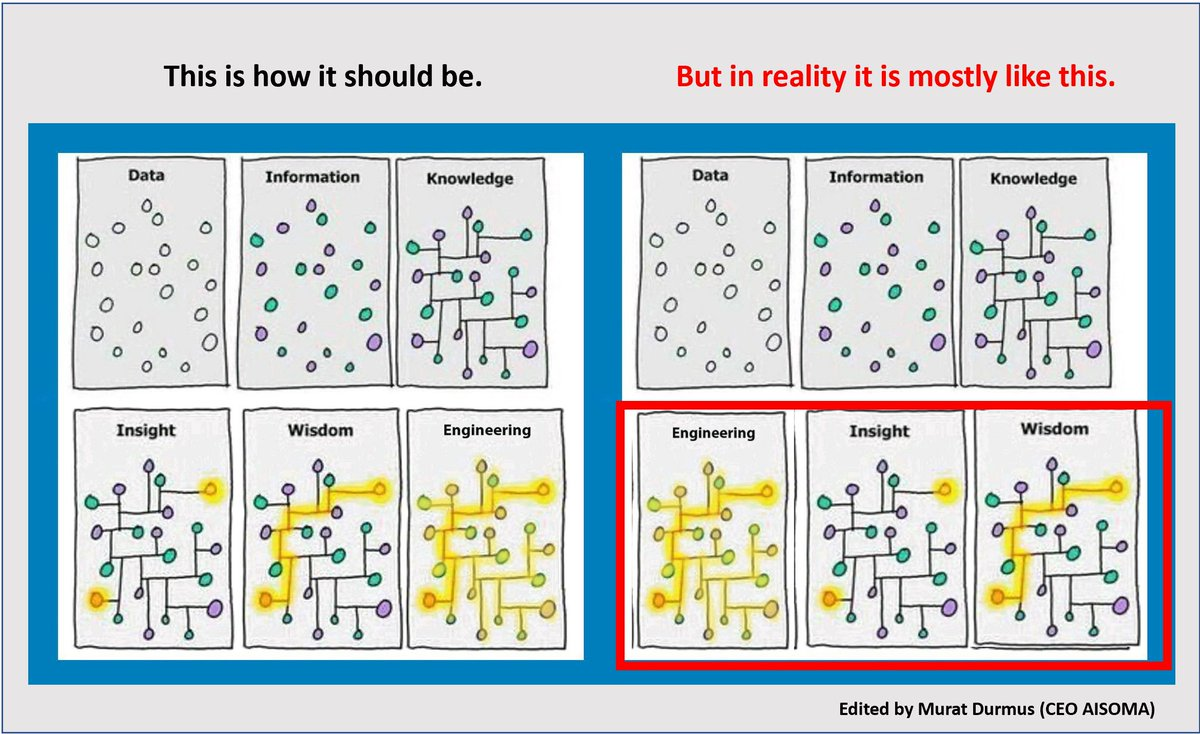 This is how it should be.
But in reality it is mostly like this.
Data
Information
Knowledge
Insight
Wisdom
Engineering
Data
Information
Knowledge
Engineering
Insight
Wisdom
Edited by Murat Durmus (CEO AISOMA)